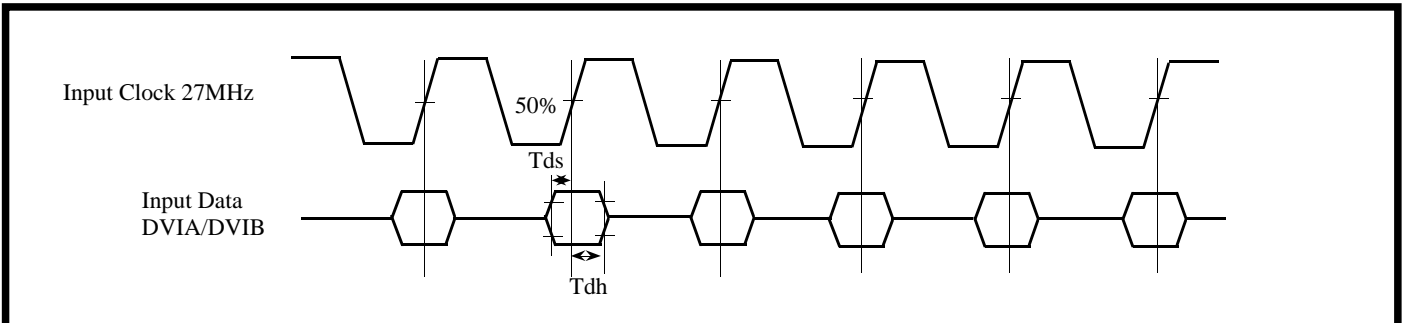 Input Clock 27MHz
50%
Tds
Input Data
DVIA/DVIB
Tdh